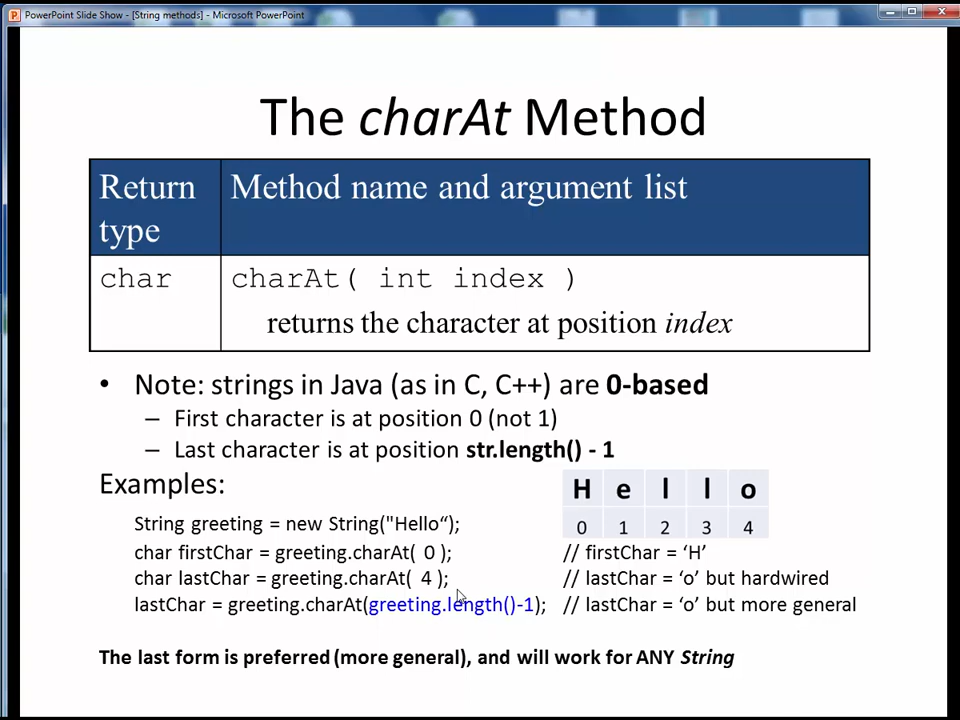 PowerPoint Slide Show - [String methods] - Microsoft PowerPoint
The charAt Method
Return type
Method name and argument list
char
charAt( int index )
returns the character at position index
• Note: strings in Java (as in C, C++) are 0-based
– First character is at position 0 (not 1)
– Last character is at position str.length() - 1
Examples:
H e l l o
0 1 2 3 4
String greeting = new String("Hello“);
char firstChar = greeting.charAt( 0 ); // firstChar = ‘H’
char lastChar = greeting.charAt( 4 ); // lastChar = ‘o’ but hardwired
lastChar = greeting.charAt(greeting.length()-1); // lastChar = ‘o’ but more general
The last form is preferred (more general), and will work for ANY String